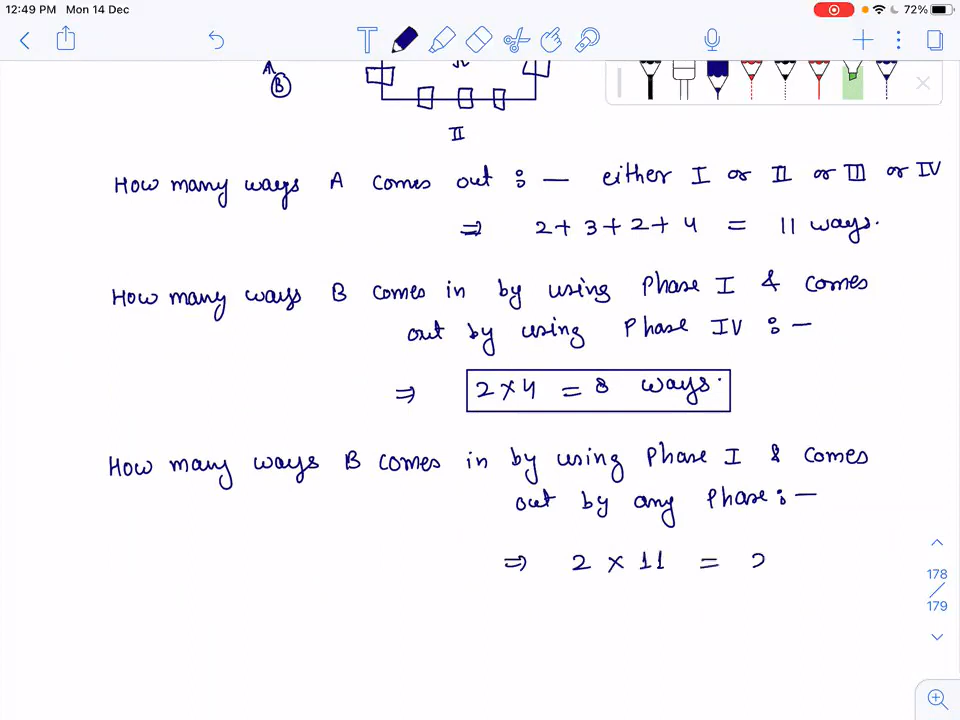 12:49 PM Mon 14 Dec
72%
T
A
B
II
How many ways A comes out :— either I or II or III or IV
⇒ 2+3+2+4 = 11 ways.
How many ways B comes in by using Phase I & comes
out by using Phase IV :—
⇒ 2×4 = 8 ways.
How many ways B comes in by using Phase I & comes
out by any Phase :—
⇒ 2 × 11 = 2
178
/
179